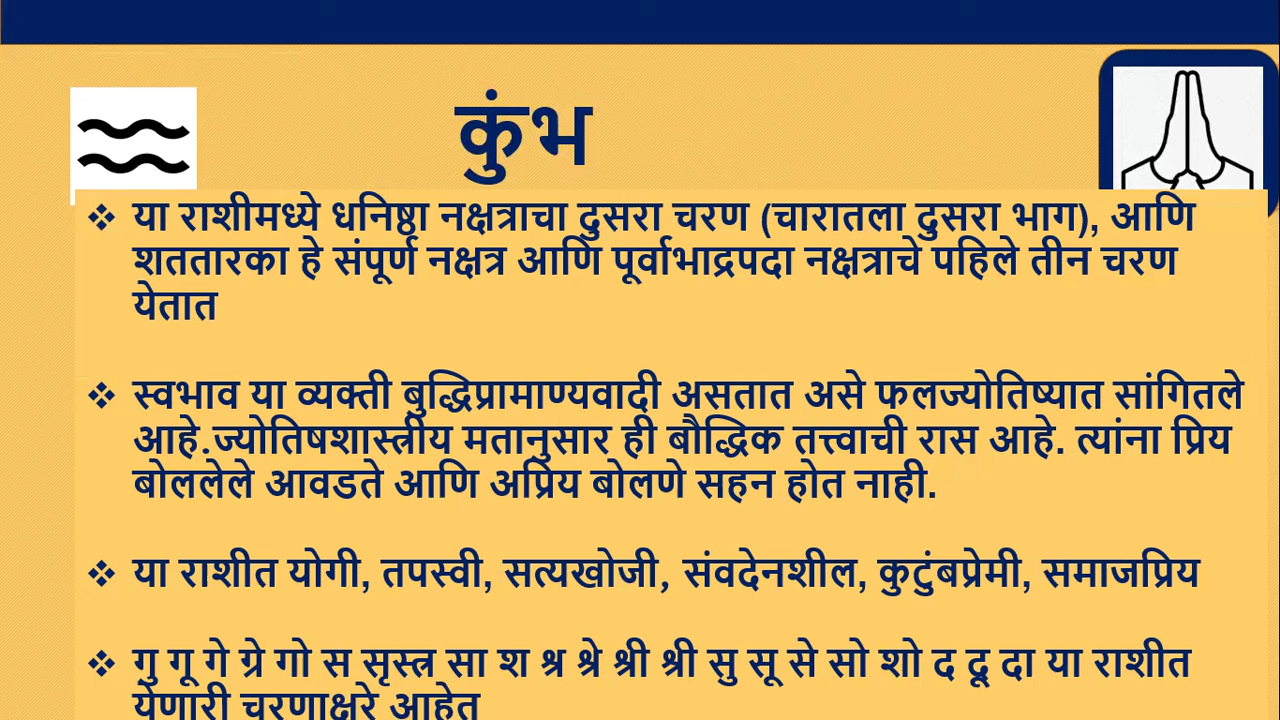 कुंभ
❖ या राशीमध्ये धनिष्ठा नक्षत्राचा दुसरा चरण (चारातला दुसरा भाग), आणि
शततारका हे संपूर्ण नक्षत्र आणि पूर्वाभाद्रपदा नक्षत्राचे पहिले तीन चरण
येतात
❖ स्वभाव या व्यक्ती बुद्धिप्रामाण्यवादी असतात असे फलज्योतिष्यात सांगितले
आहे.ज्योतिषशास्त्रीय मतानुसार ही बौद्धिक तत्त्वाची रास आहे. त्यांना प्रिय
बोललेले आवडते आणि अप्रिय बोलणे सहन होत नाही.
❖ या राशीत योगी, तपस्वी, सत्यखोजी, संवदेनशील, कुटुंबप्रेमी, समाजप्रिय
❖ गु गू गे ग्रे गो स सृस्त्र सा श श्र श्रे श्री श्री सु सू से सो शो द दू दा या राशीत
येणारी चरणाक्षरे आहेत